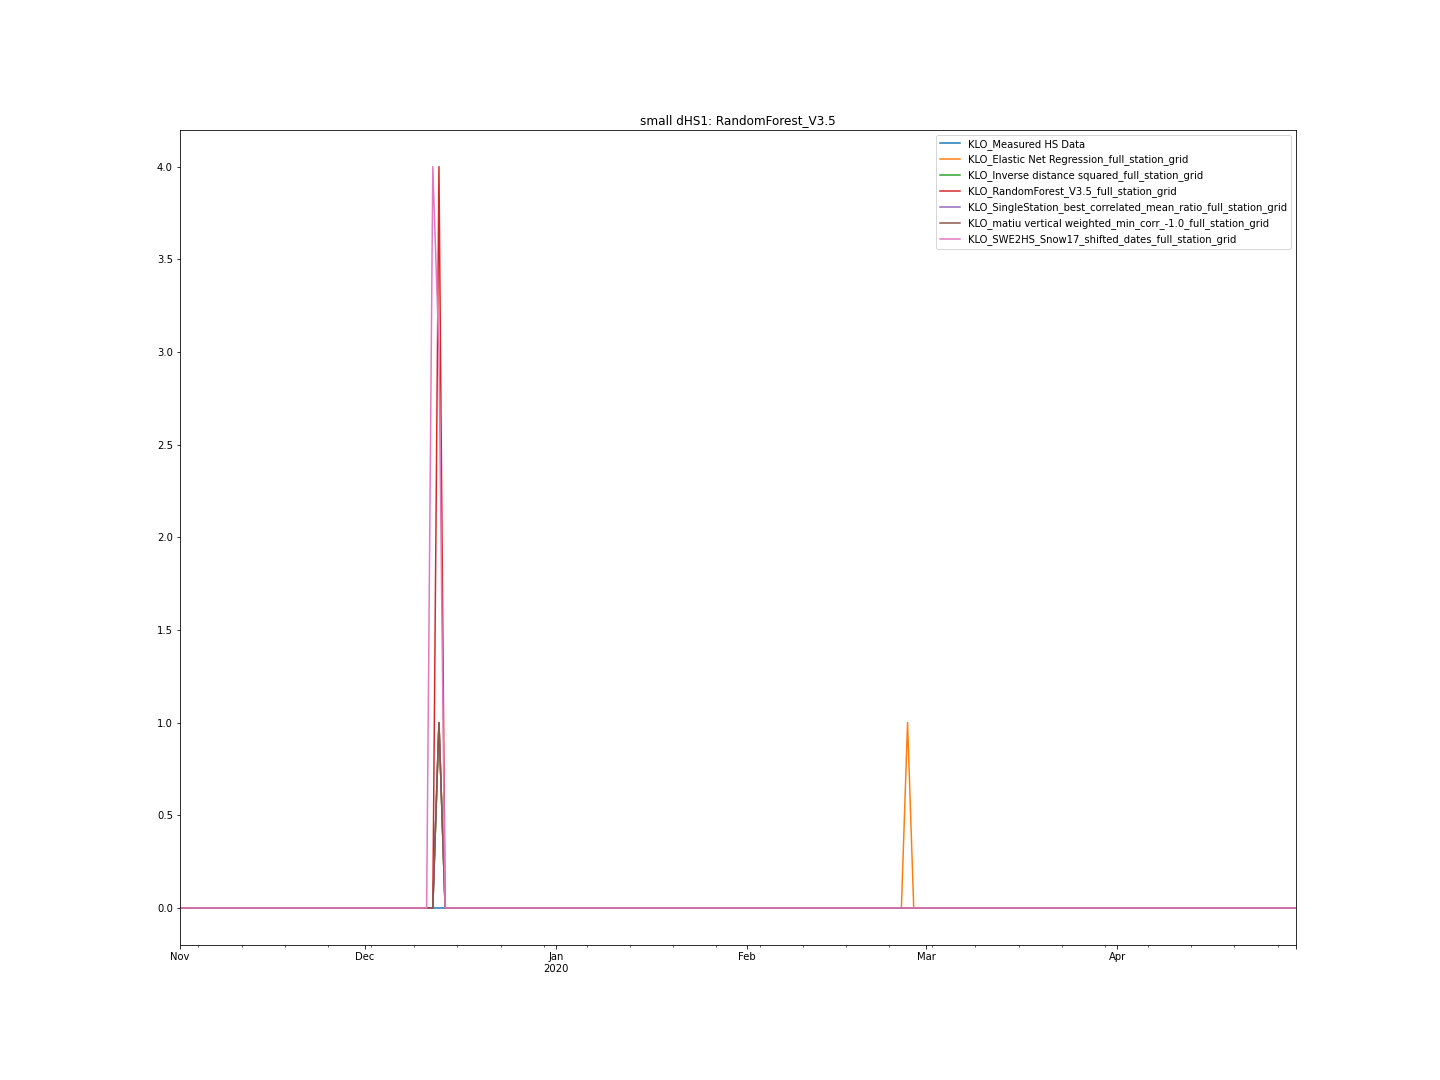 small dHS1: RandomForest_V3.5
KLO_Measured HS Data
KLO_Elastic Net Regression_full_station_grid
KLO_Inverse distance squared_full_station_grid
KLO_RandomForest_V3.5_full_station_grid
KLO_SingleStation_best_correlated_mean_ratio_full_station_grid
KLO_matiu vertical weighted_min_corr_-1.0_full_station_grid
KLO_SWE2HS_Snow17_shifted_dates_full_station_grid
4.0
3.5
3.0
2.5
2.0
1.5
1.0
0.5
0.0
Nov Dec Jan Feb Mar Apr
2020